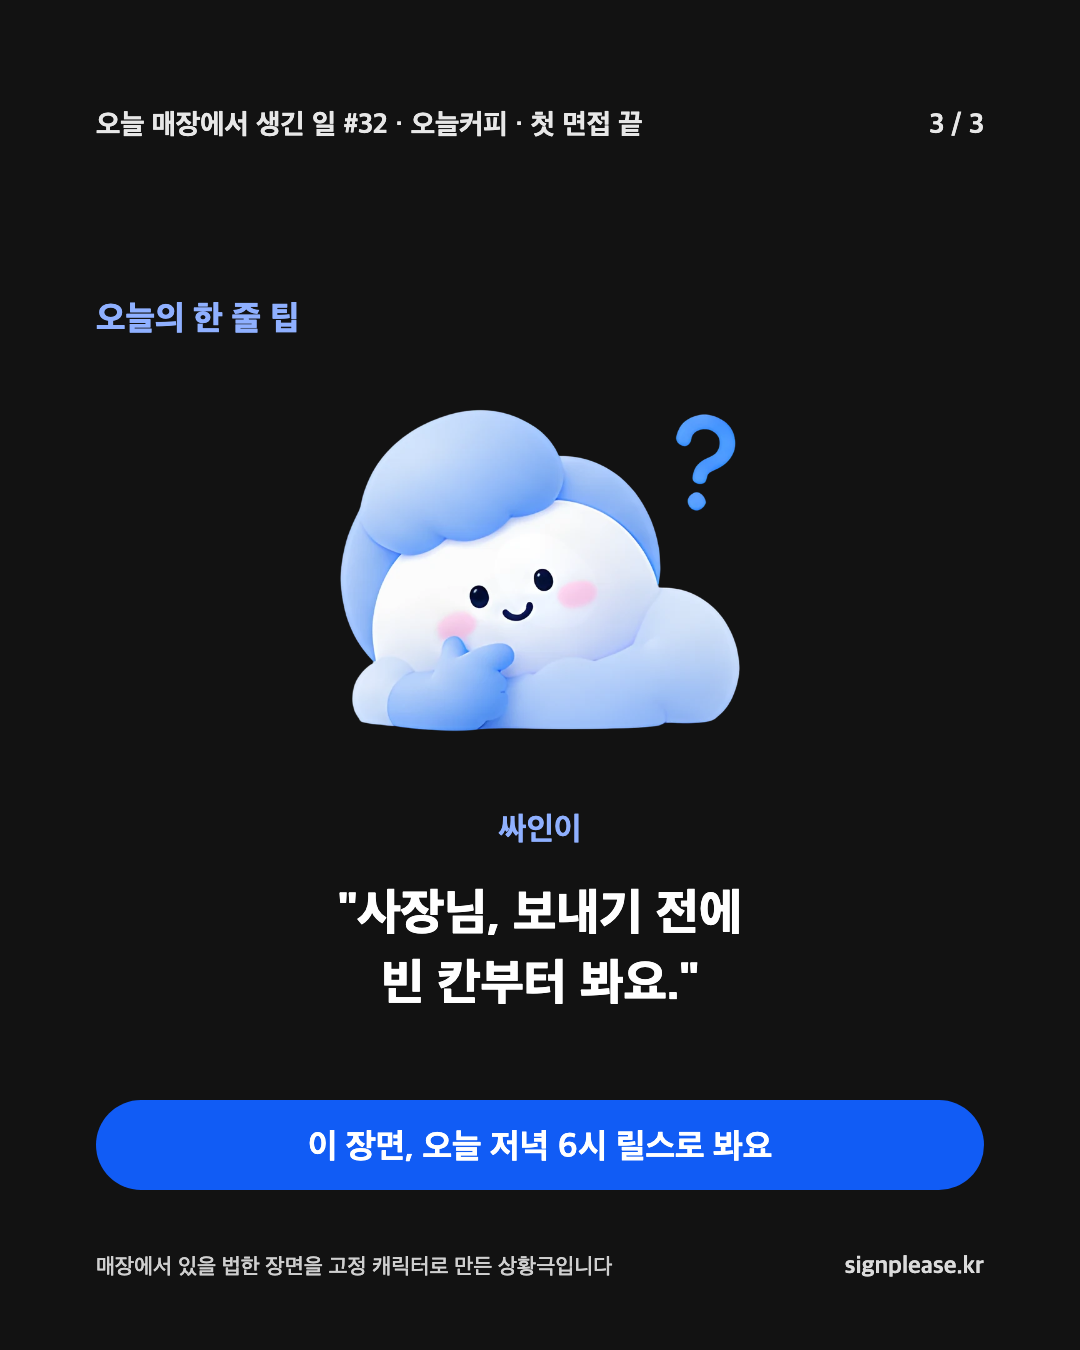 오늘 매장에서 생긴 일 #32 · 오늘커피 · 첫 면접 끝
3 / 3
오늘의 한 줄 팁
?
싸인이
"사장님, 보내기 전에
빈 칸부터 봐요."
이 장면, 오늘 저녁 6시 릴스로 봐요
매장에서 있을 법한 장면을 고정 캐릭터로 만든 상황극입니다
signplease.kr